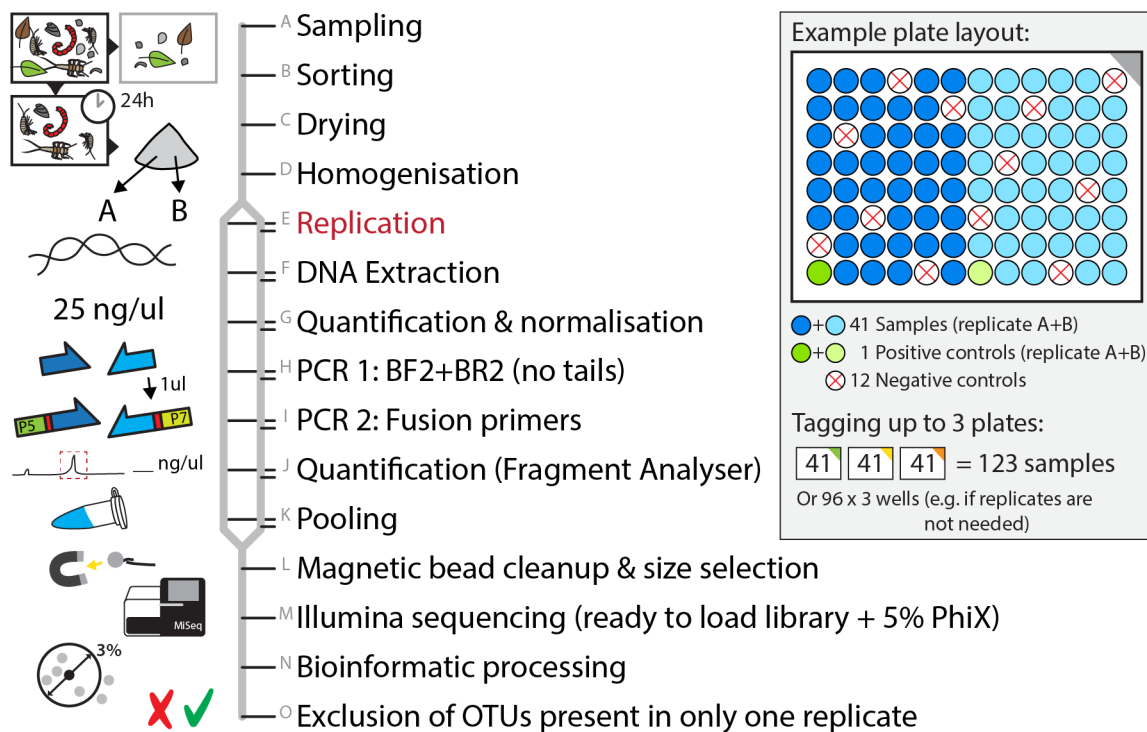 A Sampling
B Sorting
24h
C Drying
D Homogenisation
A B
E Replication
F DNA Extraction
25 ng/ul
G Quantification & normalisation
H PCR 1: BF2+BR2 (no tails)
1ul
P5 P7
I PCR 2: Fusion primers
__ ng/ul
J Quantification (Fragment Analyser)
K Pooling
L Magnetic bead cleanup & size selection
MiSeq
M Illumina sequencing (ready to load library + 5% PhiX)
3%
N Bioinformatic processing
O Exclusion of OTUs present in only one replicate
Example plate layout:
+ 41 Samples (replicate A+B)
+ 1 Positive controls (replicate A+B)
12 Negative controls
Tagging up to 3 plates:
41 41 41 = 123 samples
Or 96 x 3 wells (e.g. if replicates are
not needed)